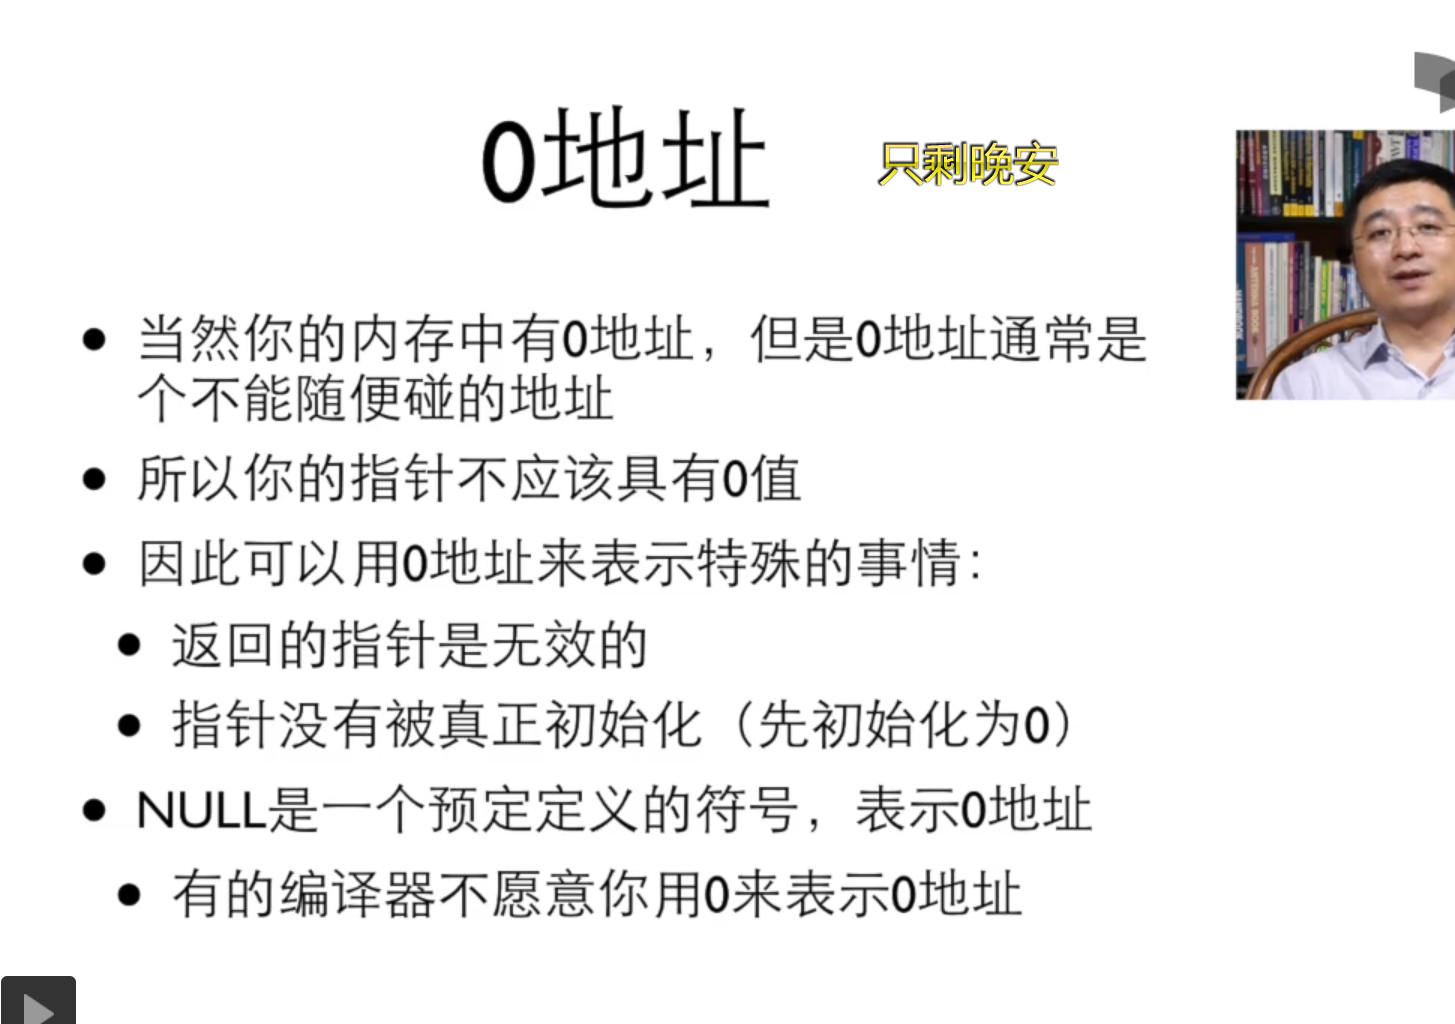 0地址
只剩晚安
当然你的内存中有0地址，但是0地址通常是
个不能随便碰的地址
所以你的指针不应该具有0值
因此可以用0地址来表示特殊的事情：
返回的指针是无效的
指针没有被真正初始化（先初始化为0）
NULL是一个预定定义的符号，表示0地址
有的编译器不愿意你用0来表示0地址